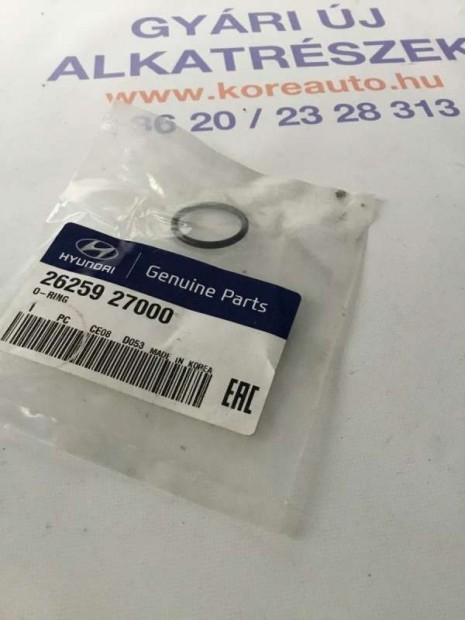 GYÁRI ÚJ
ALKATRÉSZEK
www.koreauto.hu
36 20 / 23 28 313
HYUNDAI
Genuine Parts
26259 27000
O-RING
1 PC CE08 D053 MADE IN KOREA
EAC